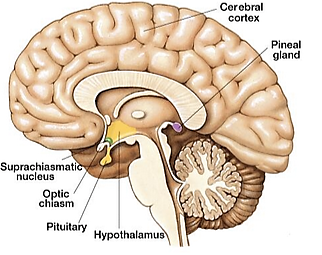 Cerebral
cortex
Pineal
gland
Suprachiasmatic
nucleus
Optic
chiasm
Pituitary
Hypothalamus